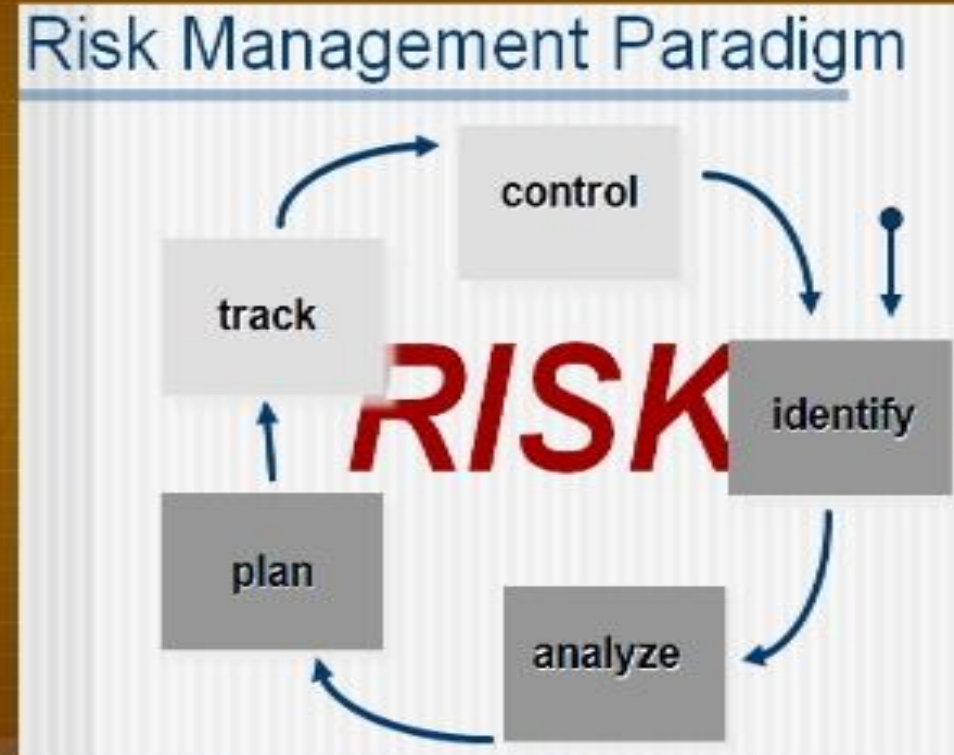 Risk Management Paradigm
control
track
RISK
identify
plan
analyze